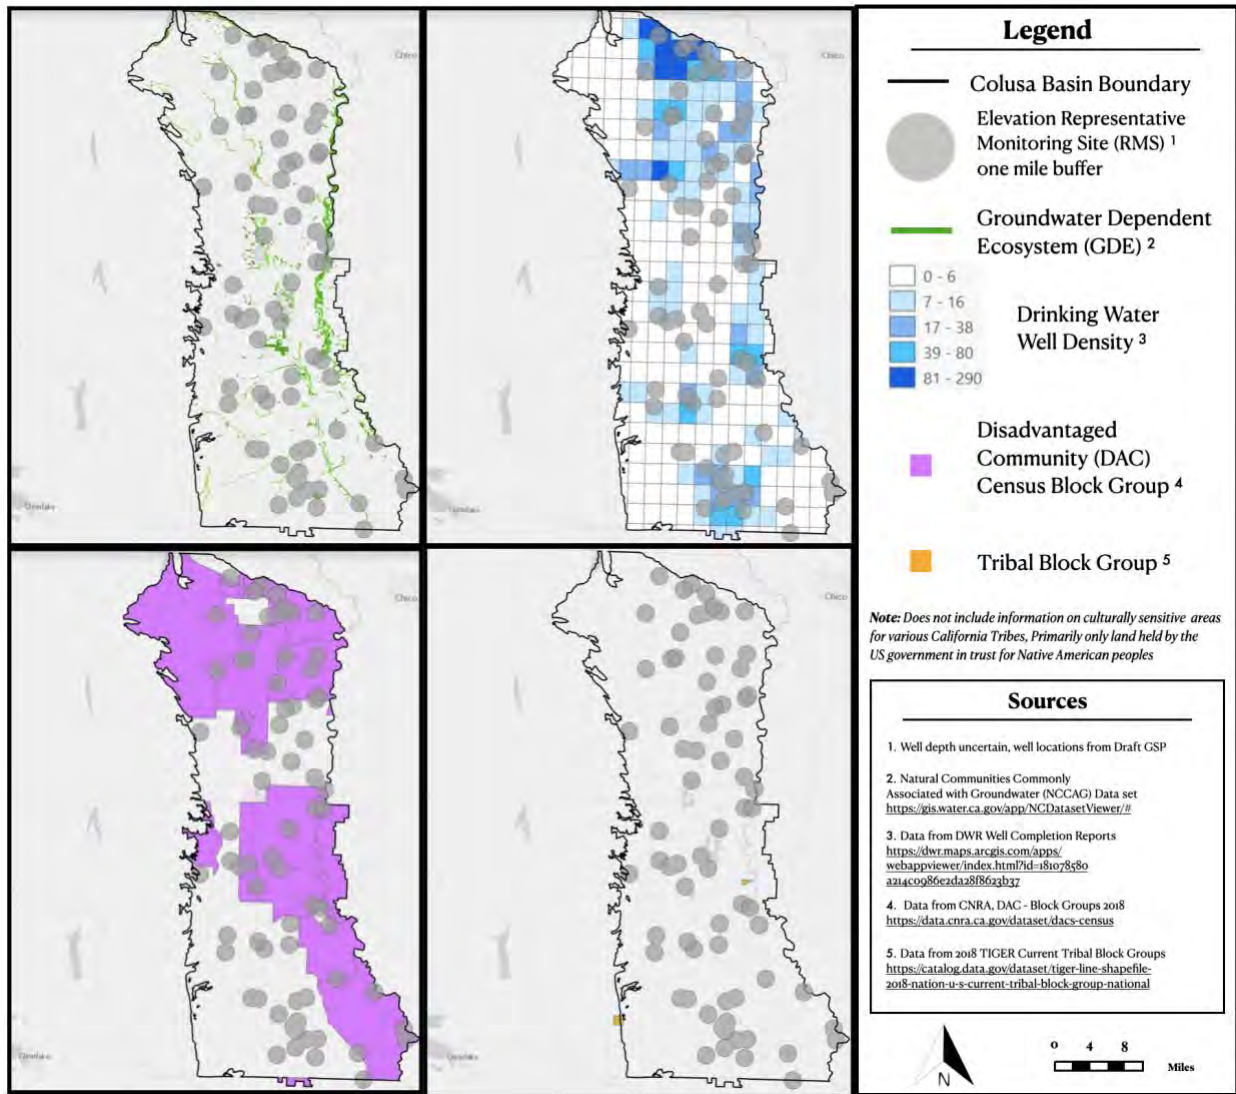 Chico
Clearlake
Chico
Clearlake
Chico
Clearlake
Chico
Clearlake
Legend
Colusa Basin Boundary
Elevation Representative
Monitoring Site (RMS) 1
one mile buffer
Groundwater Dependent
Ecosystem (GDE) 2
0 - 6
7 - 16
17 - 38
39 - 80
81 - 290
Drinking Water
Well Density 3
Disadvantaged
Community (DAC)
Census Block Group 4
Tribal Block Group 5
Note: Does not include information on culturally sensitive areas
for various California Tribes, Primarily only land held by the
US government in trust for Native American peoples
Sources
1. Well depth uncertain, well locations from Draft GSP
2. Natural Communities Commonly
Associated with Groundwater (NCCAG) Data set
https://gis.water.ca.gov/app/NCDatasetViewer/#
3. Data from DWR Well Completion Reports
https://dwr.maps.arcgis.com/apps/
webappviewer/index.html?id=181078580
a214c0986e2da28f8623b37
4. Data from CNRA, DAC - Block Groups 2018
https://data.cnra.ca.gov/dataset/dacs-census
5. Data from 2018 TIGER Current Tribal Block Groups
https://catalog.data.gov/dataset/tiger-line-shapefile-
2018-nation-u-s-current-tribal-block-group-national
N
0 4 8
Miles